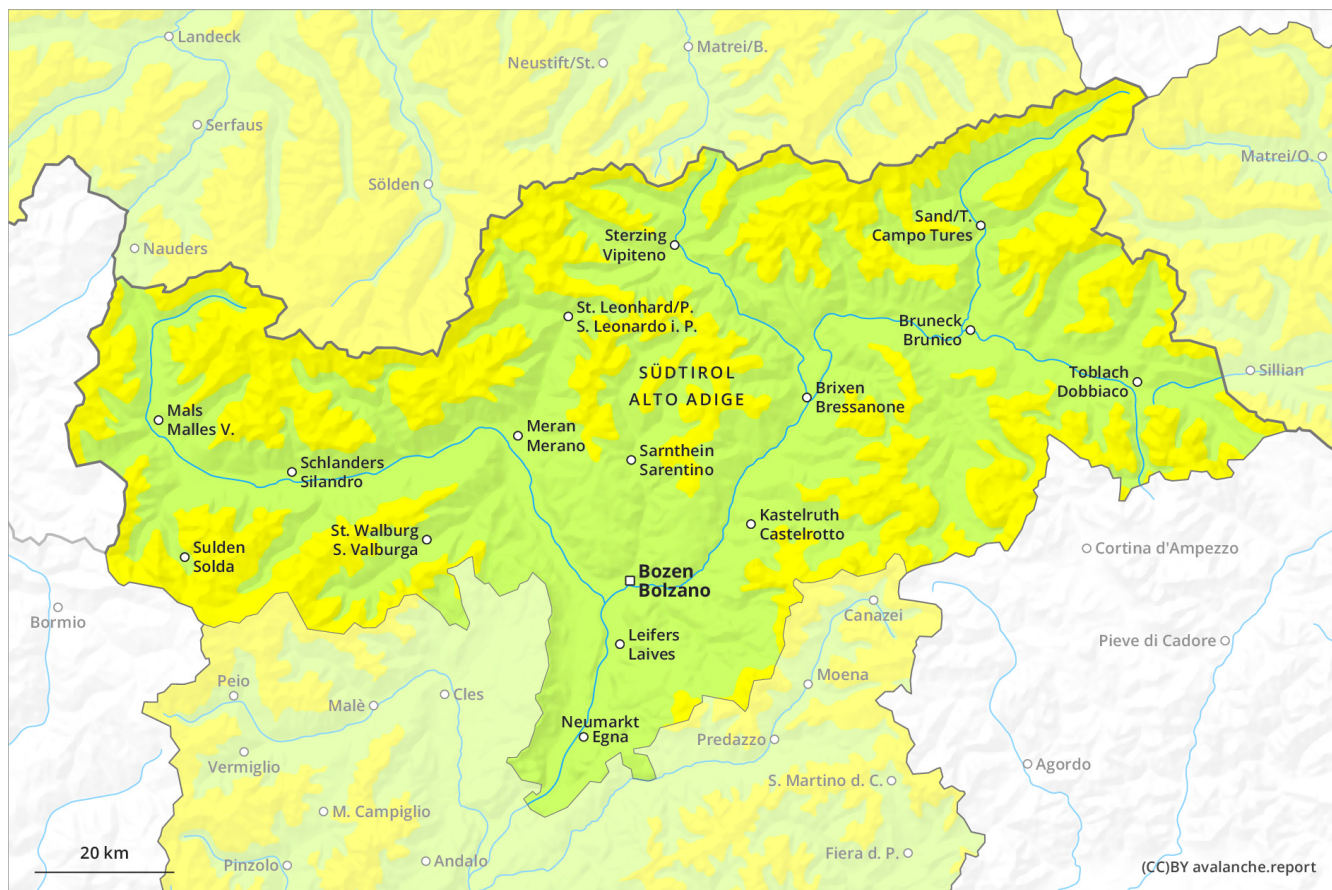 Landeck
Matrei/B.
Neustift/St.
Serfaus
Matrei/O.
Sölden
Sand/T.
Campo Tures
Sterzing
Vipiteno
Nauders
St. Leonhard/P.
S. Leonardo i. P.
Bruneck
Brunico
SÜDTIROL
ALTO ADIGE
Toblach
Dobbiaco
Sillian
Brixen
Bressanone
Mals
Malles V.
Meran
Merano
Sarnthein
Sarentino
Schlanders
Silandro
Kastelruth
Castelrotto
St. Walburg
S. Valburga
Sulden
Solda
Cortina d'Ampezzo
Bozen
Bolzano
Bormio
Canazei
Leifers
Laives
Pieve di Cadore
Peio
Moena
Malè
Cles
Neumarkt
Egna
Predazzo
Vermiglio
Agordo
S. Martino d. C.
M. Campiglio
20 km
Pinzolo
Andalo
Fiera d. P.
(CC)BY avalanche.report